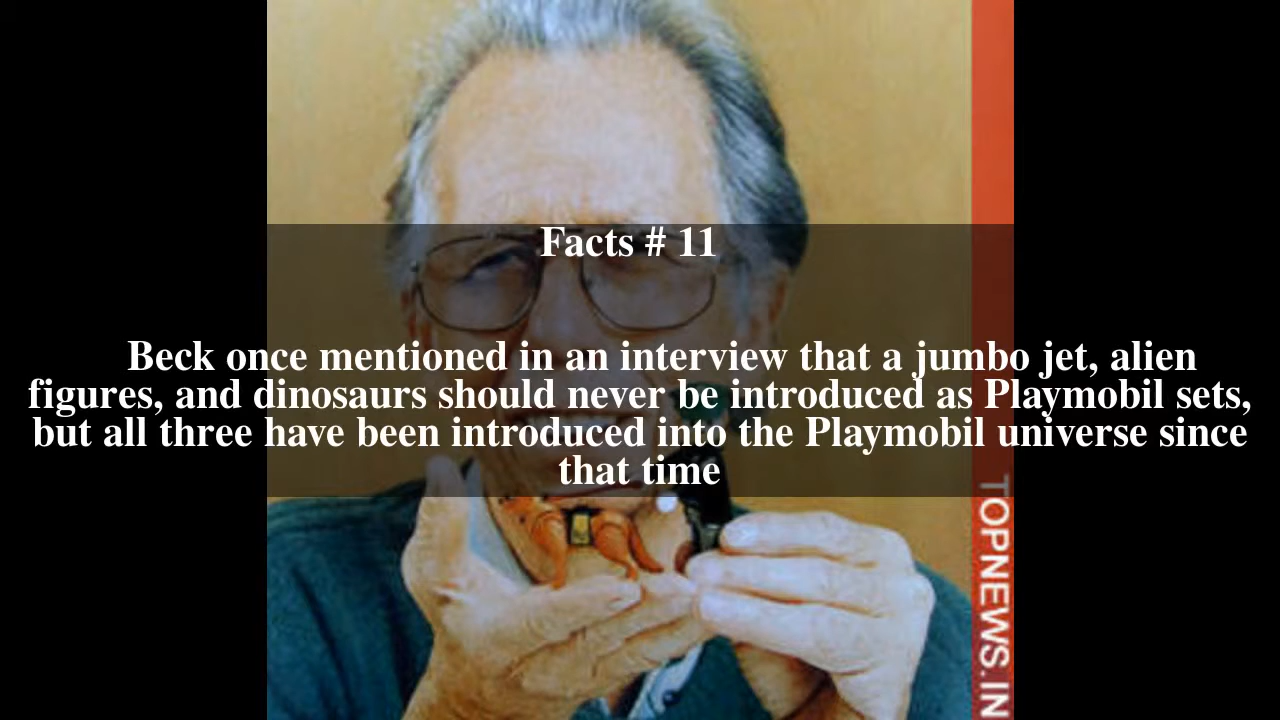 Facts # 11
Beck once mentioned in an interview that a jumbo jet, alien
figures, and dinosaurs should never be introduced as Playmobil sets,
but all three have been introduced into the Playmobil universe since
that time
TOPNEWS.IN